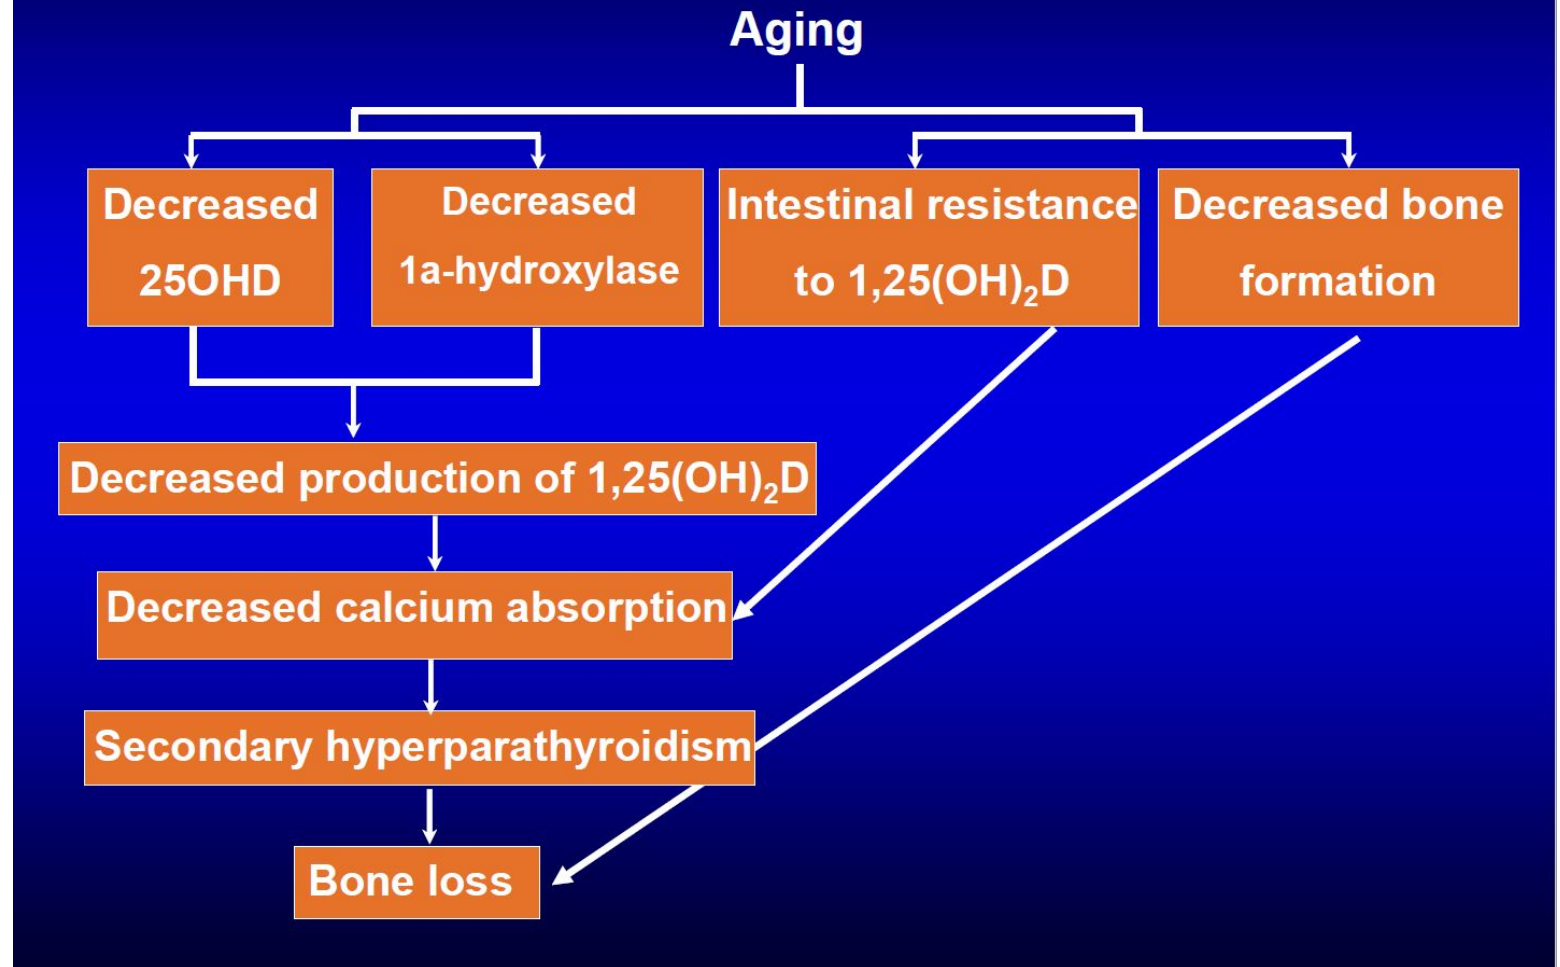 Aging
Decreased
25OHD
Decreased
1a-hydroxylase
Intestinal resistance
to 1,25(OH)₂D
Decreased bone
formation
Decreased production of 1,25(OH)₂D
Decreased calcium absorption
Secondary hyperparathyroidism
Bone loss